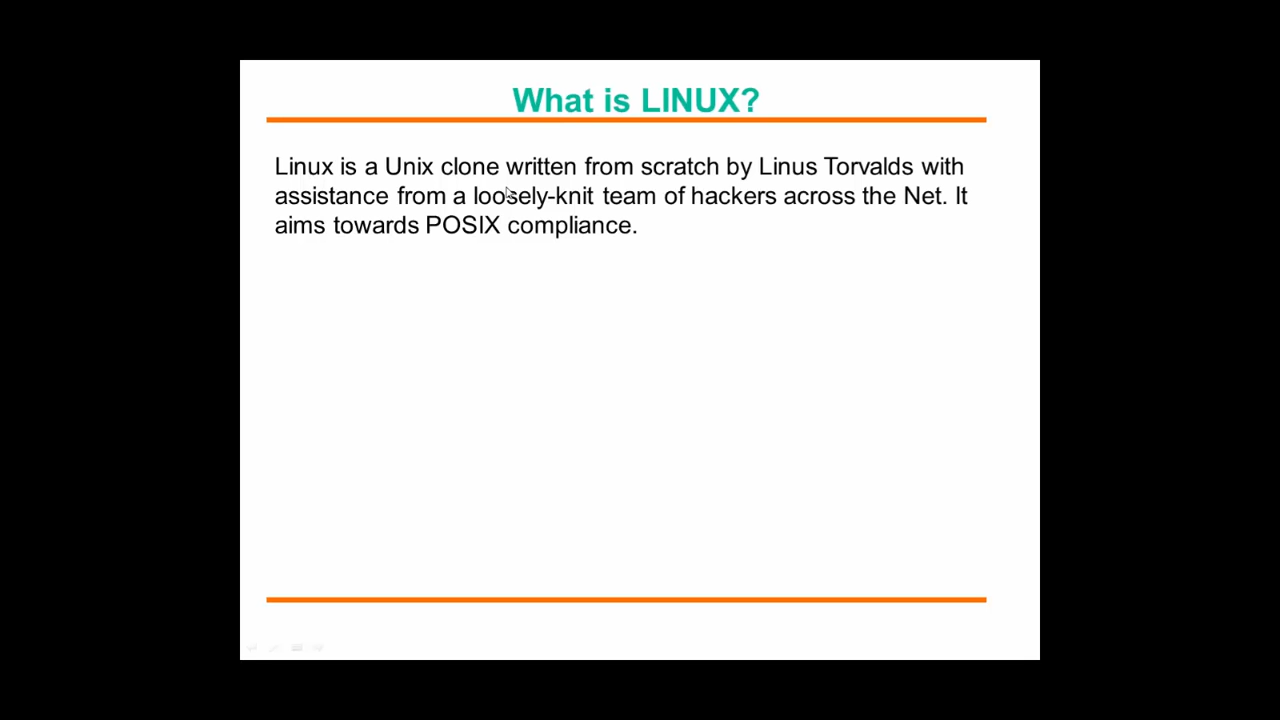 What is LINUX?
Linux is a Unix clone written from scratch by Linus Torvalds with
assistance from a loosely-knit team of hackers across the Net. It
aims towards POSIX compliance.